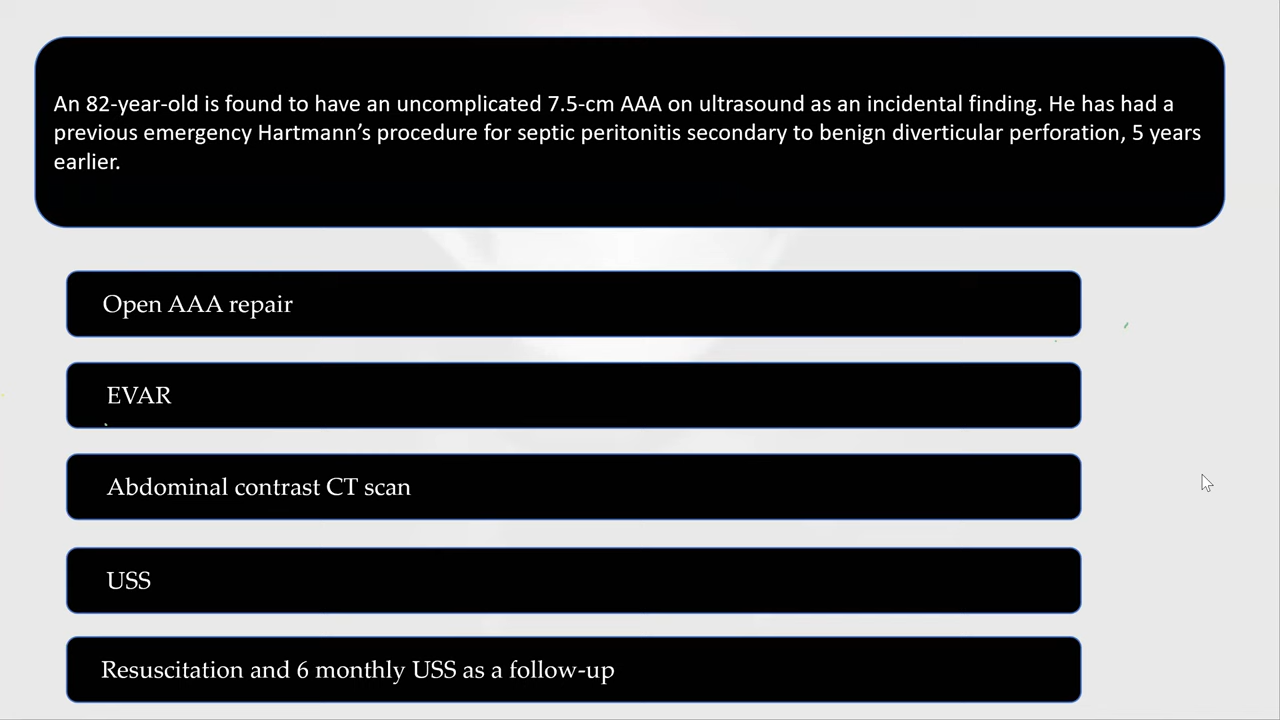 An 82-year-old is found to have an uncomplicated 7.5-cm AAA on ultrasound as an incidental finding. He has had a
previous emergency Hartmann’s procedure for septic peritonitis secondary to benign diverticular perforation, 5 years
earlier.
Open AAA repair
EVAR
Abdominal contrast CT scan
USS
Resuscitation and 6 monthly USS as a follow-up